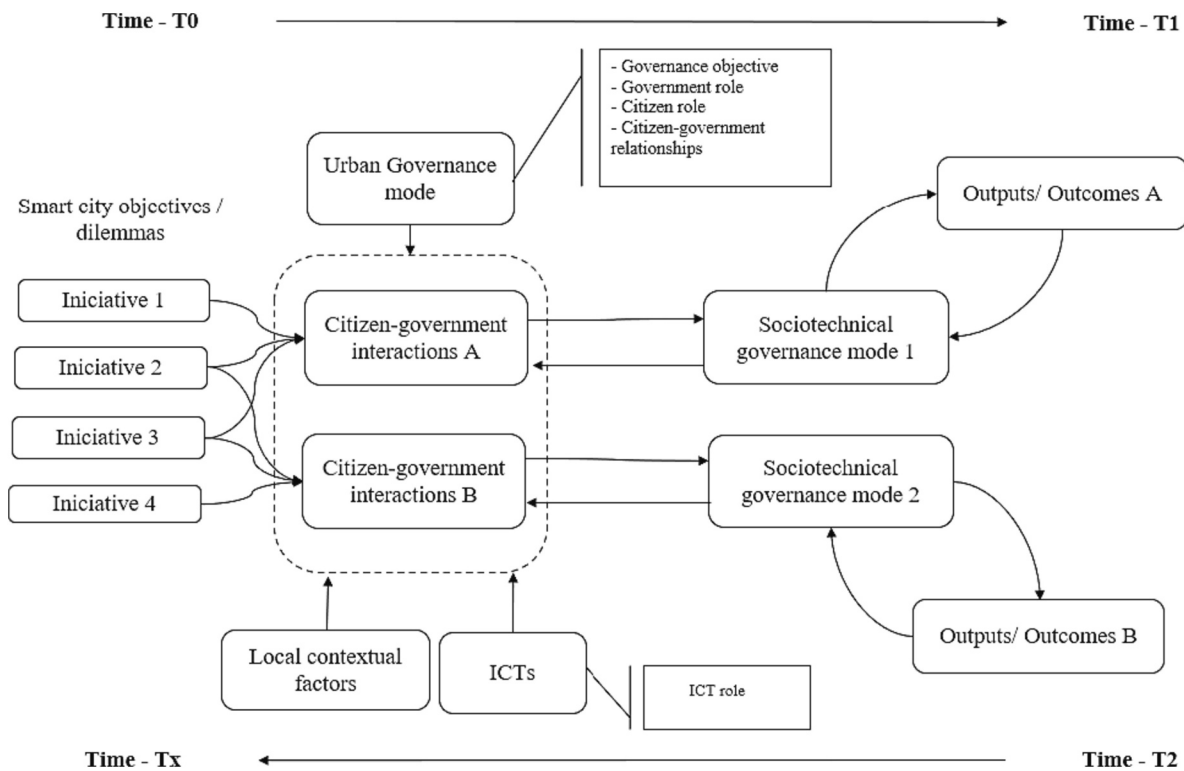 Time - T0
Time - T1
- Governance objective
- Government role
- Citizen role
- Citizen-government
relationships
Urban Governance
mode
Smart city objectives /
dilemmas
Outputs/ Outcomes A
Iniciative 1
Iniciative 2
Iniciative 3
Iniciative 4
Citizen-government
interactions A
Sociotechnical
governance mode 1
Citizen-government
interactions B
Sociotechnical
governance mode 2
Outputs/ Outcomes B
Local contextual
factors
ICTs
ICT role
Time - Tx
Time - T2